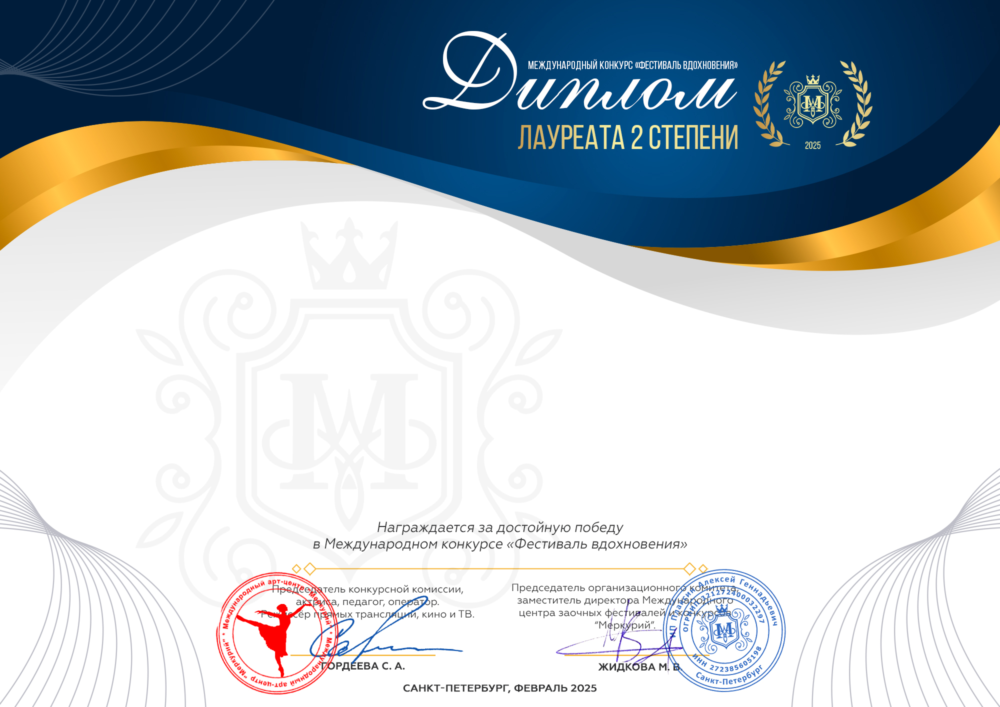 МЕЖДУНАРОДНЫЙ КОНКУРС «ФЕСТИВАЛЬ ВДОХНОВЕНИЯ»
Диплом
ЛАУРЕАТА 2 СТЕПЕНИ
М
2025
М
Награждается за достойную победу
в Международном конкурсе «Фестиваль вдохновения»
Председатель конкурсной комиссии,
актриса, педагог, оператор.
Режиссёр прямых трансляций, кино и ТВ.
Председатель организационного комитета,
заместитель директора Международного
центра заочных фестивалей и конкурсов
“Меркурий”.
* Международный арт-центр "Меркурий" * Международный арт-центр "Меркурий"
ИП Плаксин Алексей Геннадьевич
ОГРНИП 321272400032297
М
ИНН 272385605198
Санкт-Петербург
ГОРДЕЕВА С. А.
ЖИДКОВА М. В.
САНКТ-ПЕТЕРБУРГ, ФЕВРАЛЬ 2025